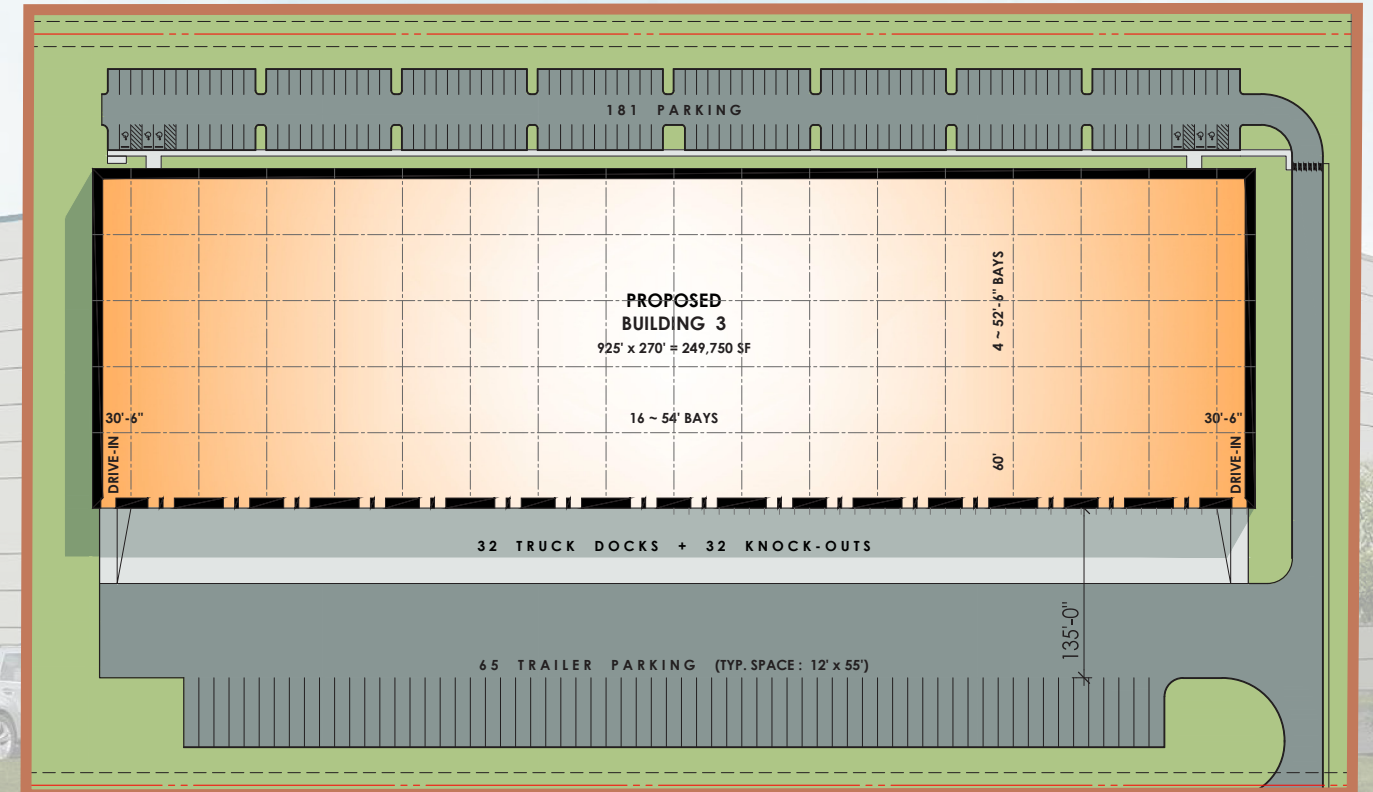 181 PARKING
PROPOSED
BUILDING 3
925' x 270' = 249,750 SF
4 ~ 52'-6" BAYS
30'-6"
16 ~ 54' BAYS
30'-6"
DRIVE-IN
60'
DRIVE-IN
32 TRUCK DOCKS + 32 KNOCK-OUTS
135'-0"
65 TRAILER PARKING (TYP. SPACE: 12' x 55')